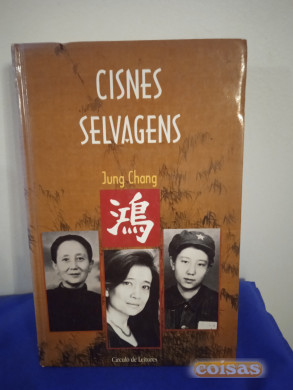 CISNES
SELVAGENS
Jung Chang
鴻
Círculo de Leitores
coisas